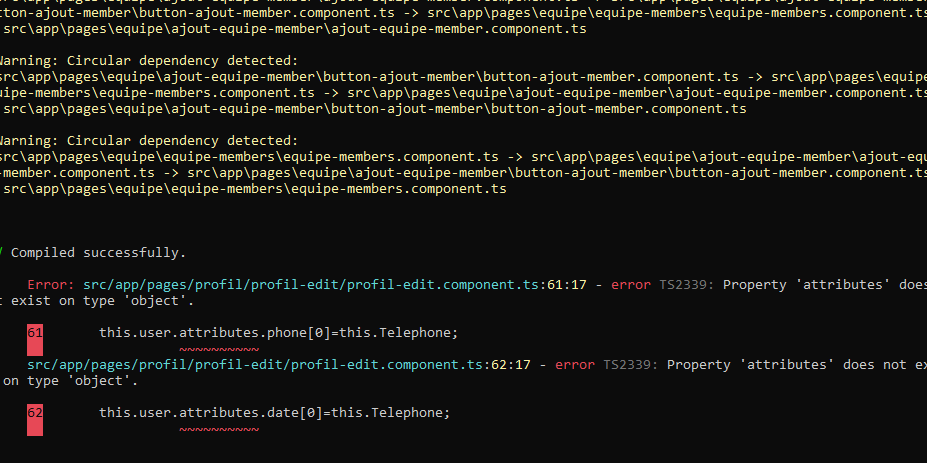 tton-ajout-member\button-ajout-member.component.ts -> src\app\pages\equipe\equipe-members\equipe-members.component.ts
src\app\pages\equipe\ajout-equipe-member\ajout-equipe-member.component.ts
Warning: Circular dependency detected:
src\app\pages\equipe\ajout-equipe-member\button-ajout-member\button-ajout-member.component.ts -> src\app\pages\equipe
uipe-members\equipe-members.component.ts -> src\app\pages\equipe\ajout-equipe-member\ajout-equipe-member.component.ts
src\app\pages\equipe\ajout-equipe-member\button-ajout-member\button-ajout-member.component.ts
Warning: Circular dependency detected:
src\app\pages\equipe\equipe-members\equipe-members.component.ts -> src\app\pages\equipe\ajout-equipe-member\ajout-equ
-member.component.ts -> src\app\pages\equipe\ajout-equipe-member\button-ajout-member\button-ajout-member.component.ts
src\app\pages\equipe\equipe-members\equipe-members.component.ts
√ Compiled successfully.
Error: src/app/pages/profil/profil-edit/profil-edit.component.ts:61:17 - error TS2339: Property 'attributes' does
t exist on type 'object'.
61 this.user.attributes.phone[0]=this.Telephone;
~~~~~~~~~~
src/app/pages/profil/profil-edit/profil-edit.component.ts:62:17 - error TS2339: Property 'attributes' does not ex
on type 'object'.
62 this.user.attributes.date[0]=this.Telephone;
~~~~~~~~~~